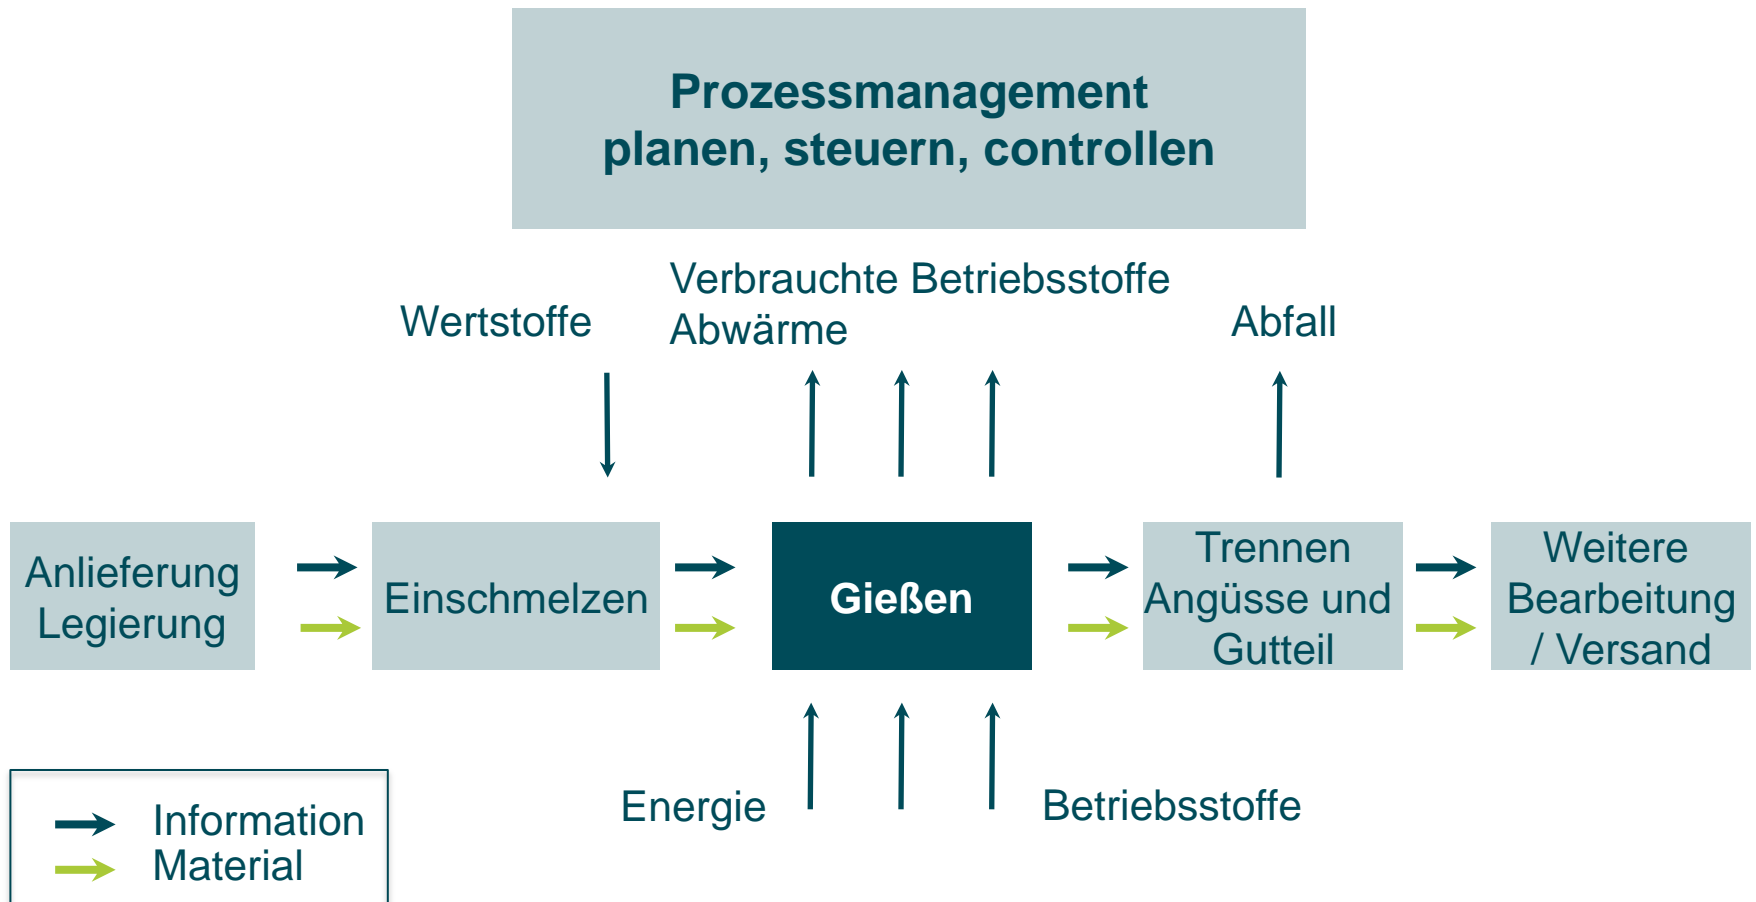 Prozessmanagement
planen, steuern, controllen
Verbrauchte Betriebsstoffe
Abwärme
Wertstoffe
Abfall
Anlieferung
Legierung
Einschmelzen
Gießen
Trennen
Angüsse und
Gutteil
Weitere
Bearbeitung
/ Versand
Energie
Betriebsstoffe
Information
Material